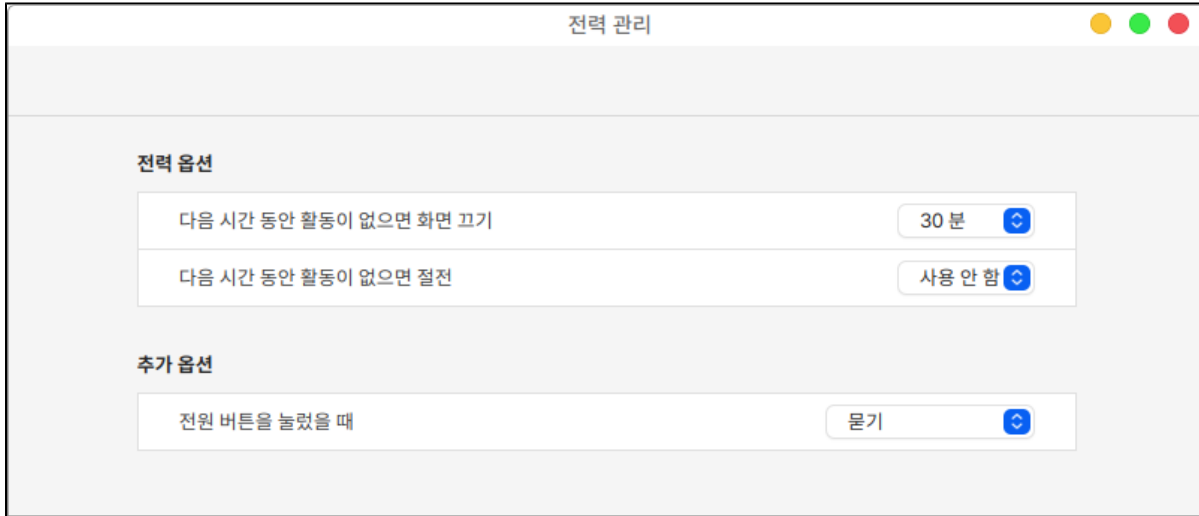 전력 관리
전력 옵션
다음 시간 동안 활동이 없으면 화면 끄기 30 분
다음 시간 동안 활동이 없으면 절전 사용 안 함
추가 옵션
전원 버튼을 눌렀을 때 묻기